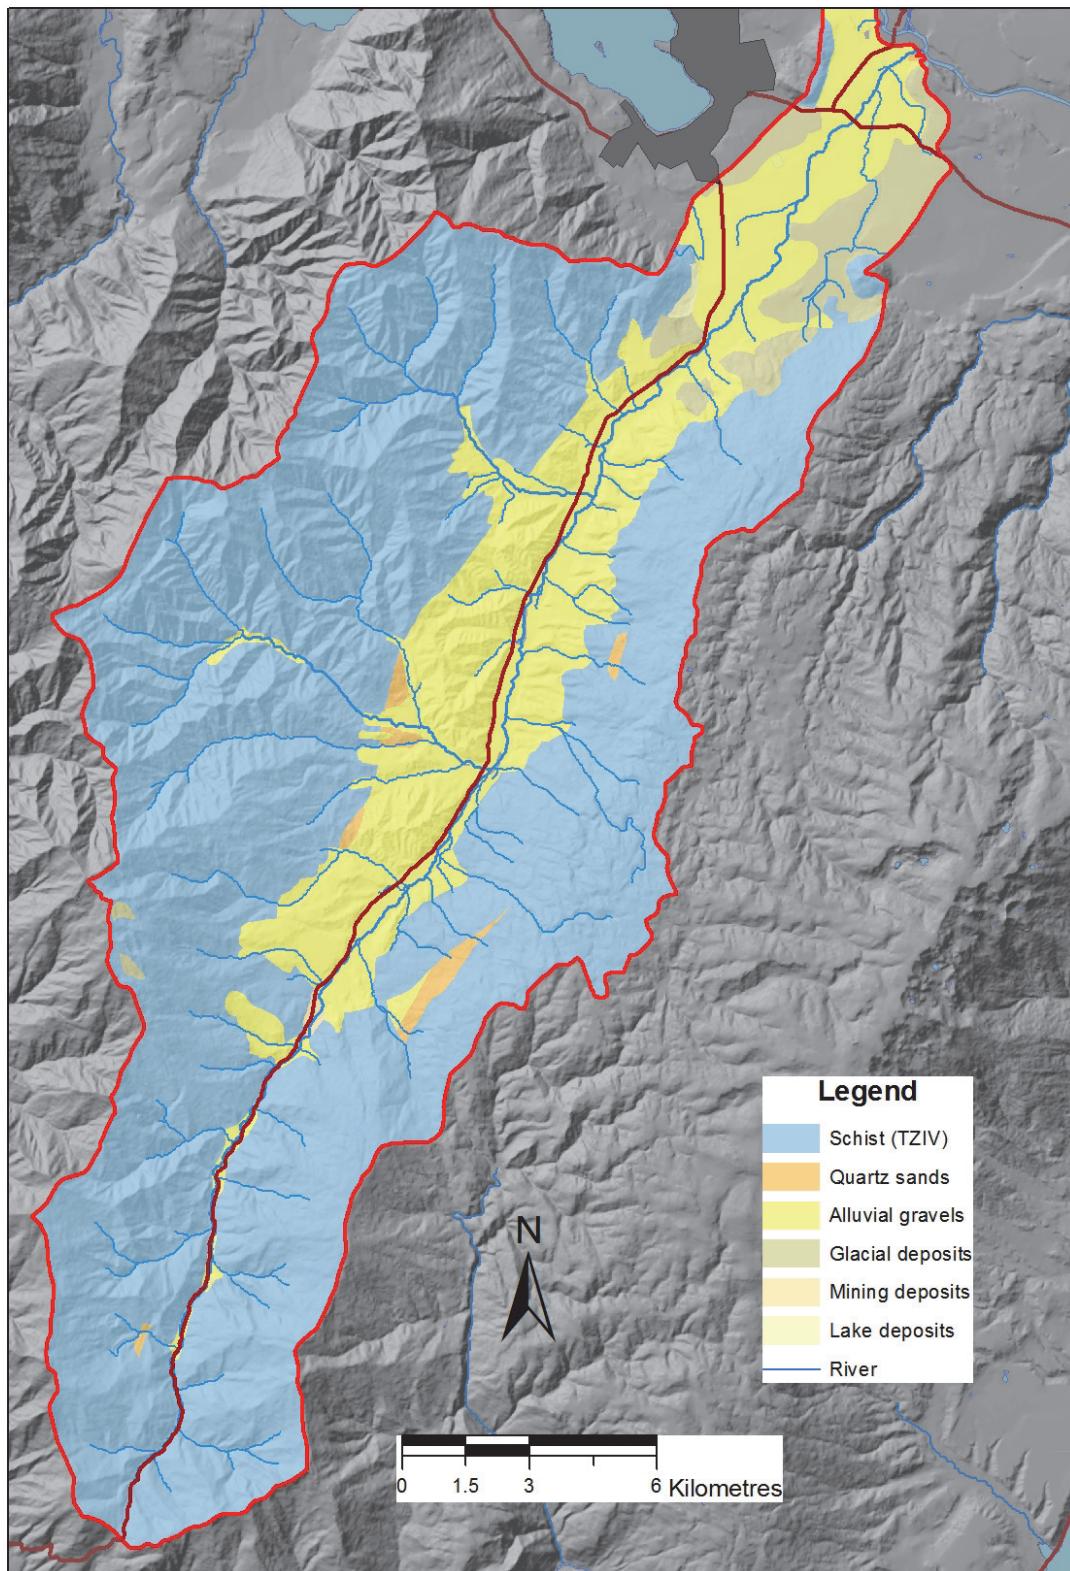 Legend
Schist (TZIV)
Quartz sands
Alluvial gravels
Glacial deposits
Mining deposits
Lake deposits
River
N
0 1.5 3 6 Kilometres